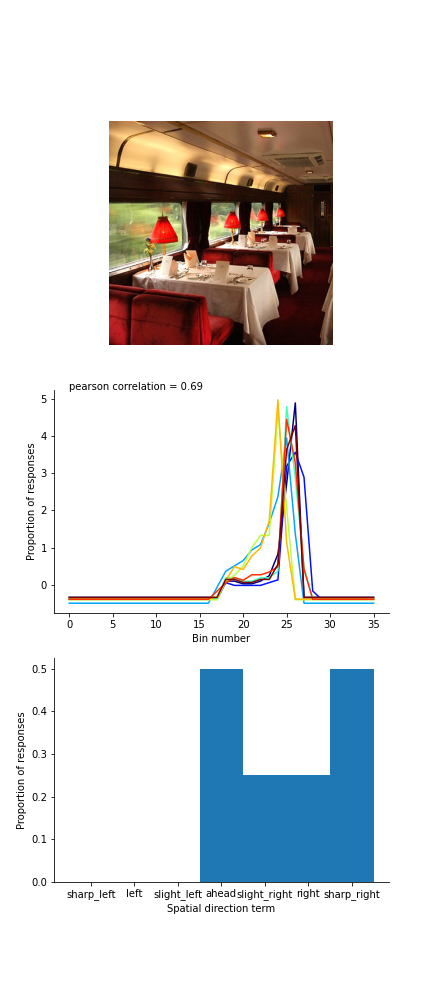 pearson correlation = 0.69
5
4
3
2
1
0
Proportion of responses
0 5 10 15 20 25 30 35
Bin number
0.5
0.4
0.3
0.2
0.1
0.0
Proportion of responses
sharp_left left slight_left ahead slight_right right sharp_right
Spatial direction term